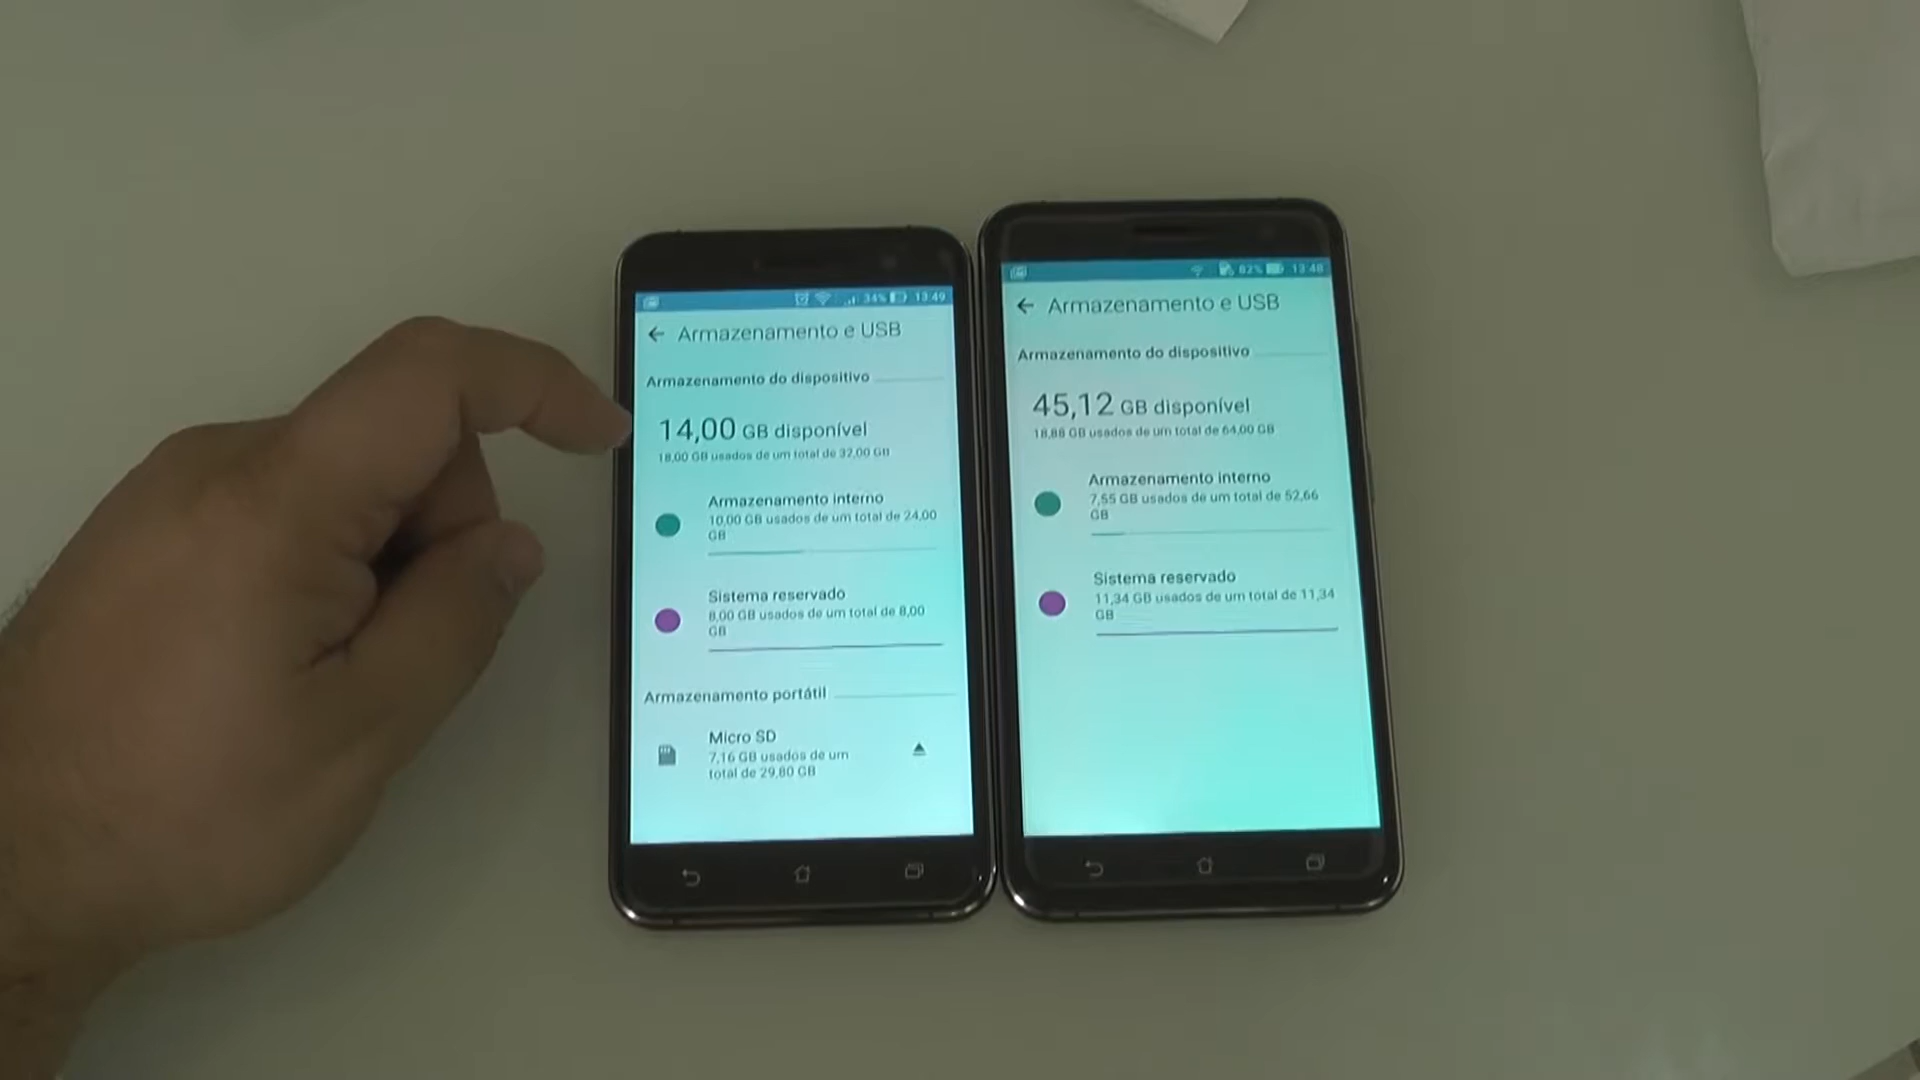 34% 13:49
Armazenamento e USB
Armazenamento do dispositivo
14,00 GB disponível
18,00 GB usados de um total de 32,00 GB
Armazenamento interno
10,00 GB usados de um total de 24,00
GB
Sistema reservado
8,00 GB usados de um total de 8,00
GB
Armazenamento portátil
Micro SD
7,16 GB usados de um
total de 29,80 GB
82% 13:48
Armazenamento e USB
Armazenamento do dispositivo
45,12 GB disponível
18,88 GB usados de um total de 64,00 GB
Armazenamento interno
7,55 GB usados de um total de 52,66
GB
Sistema reservado
11,34 GB usados de um total de 11,34
GB